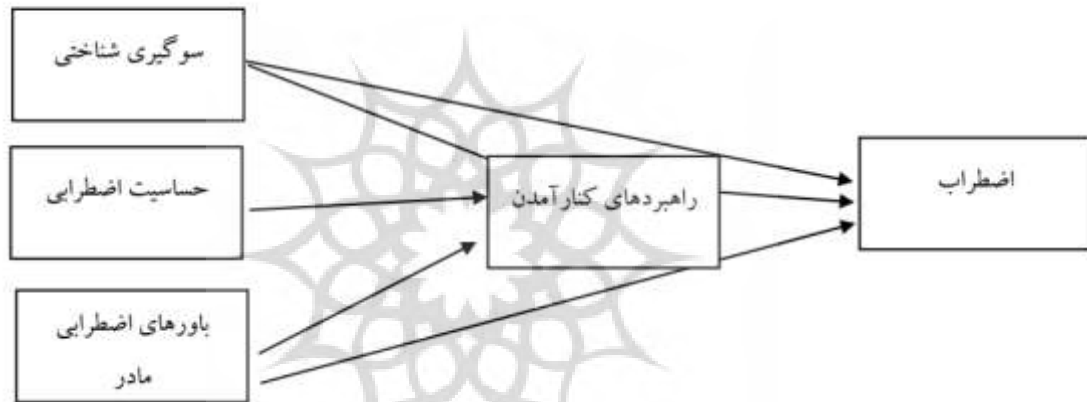 سوگیری شناختی
حساسیت اضطرابی
باورهای اضطرابی
مادر
راهبردهای کنارآمدن
اضطراب